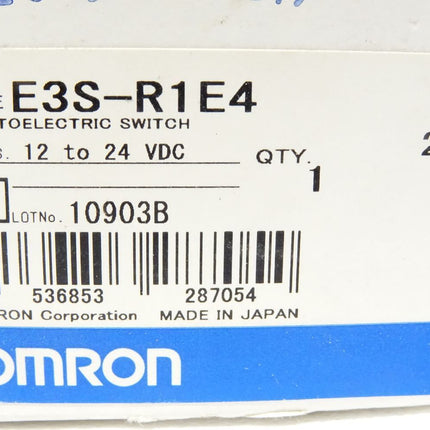 E E3S-R1E4
TOELECTRIC SWITCH
S. 12 to 24 VDC
QTY.
1
2
LOTNo. 10903B
536853 287054
RON Corporation MADE IN JAPAN
OMRON